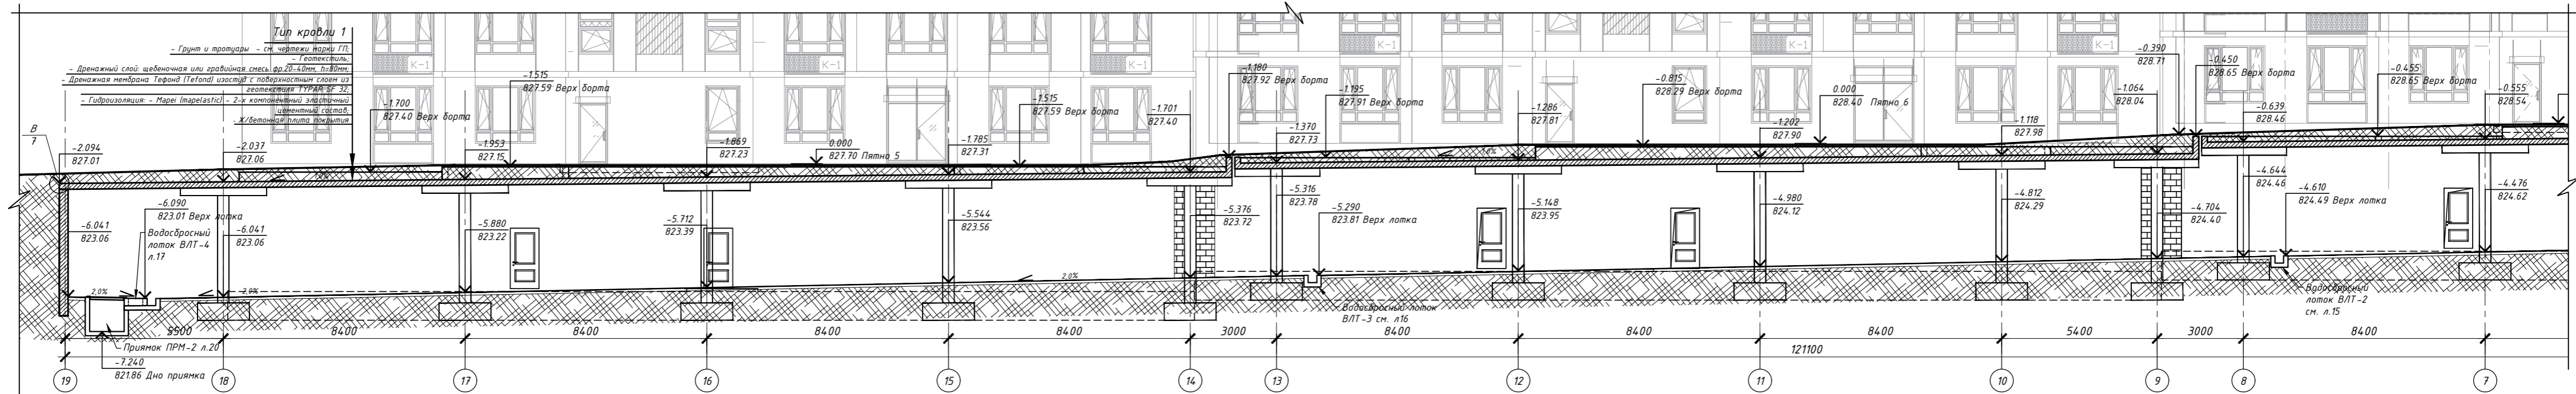 Тип кровли 1
- Грунт и тротуары - см. чертежи марки ГП;
- Геотекстиль;
- Дренажный слой: щебеночная или гравийная смесь фр.20-40мм, h=80мм;
- Дренажная мембрана Тефонд (Tefond) изостуд с поверхностным слоем из
геотекстиля TYPAR SF 32;
- Гидроизоляция: - Mapei (mapelastic) - 2-х компонентный эластичный
цементный состав;
- Ж/бетонная плита покрытия
К-1
К-1
К-1
К-1
К-1
К-1
В
7
-2.094
827.01
-2.037
827.06
-1.700
827.40 Верх борта
-1.953
827.15
-1.515
827.59 Верх борта
-1.869
827.23
0.000
827.70 Пятно 5
-1.785
827.31
-1.515
827.59 Верх борта
-1.701
827.40
-1.180
827.92 Верх борта
-1.370
827.73
-1.195
827.91 Верх борта
-1.286
827.81
-0.815
828.29 Верх борта
-1.202
827.90
0.000
828.40 Пятно 6
-1.118
827.98
-1.064
828.04
-0.390
828.71
-0.450
828.65 Верх борта
-0.639
828.46
-0.455
828.65 Верх борта
-0.555
828.54
-6.041
823.06
-6.090
823.01 Верх лотка
Водосбросный
лоток ВЛТ-4
л.17
-6.041
823.06
-5.880
823.22
-5.712
823.39
-5.544
823.56
-5.376
823.72
-5.316
823.78
-5.290
823.81 Верх лотка
-5.148
823.95
-4.980
824.12
-4.812
824.29
-4.704
824.40
-4.644
824.46
-4.610
824.49 Верх лотка
-4.476
824.62
2,0%
2,0%
2,0%
Водосбросный лоток
ВЛТ-3 см. л16
Водосбросный
лоток ВЛТ-2
см. л.15
Приямок ПРМ-2 л.20
-7.240
821.86 Дно приямка
5500
8400
8400
8400
8400
3000
8400
8400
8400
5400
3000
8400
121100
19
18
17
16
15
14
13
12
11
10
9
8
7